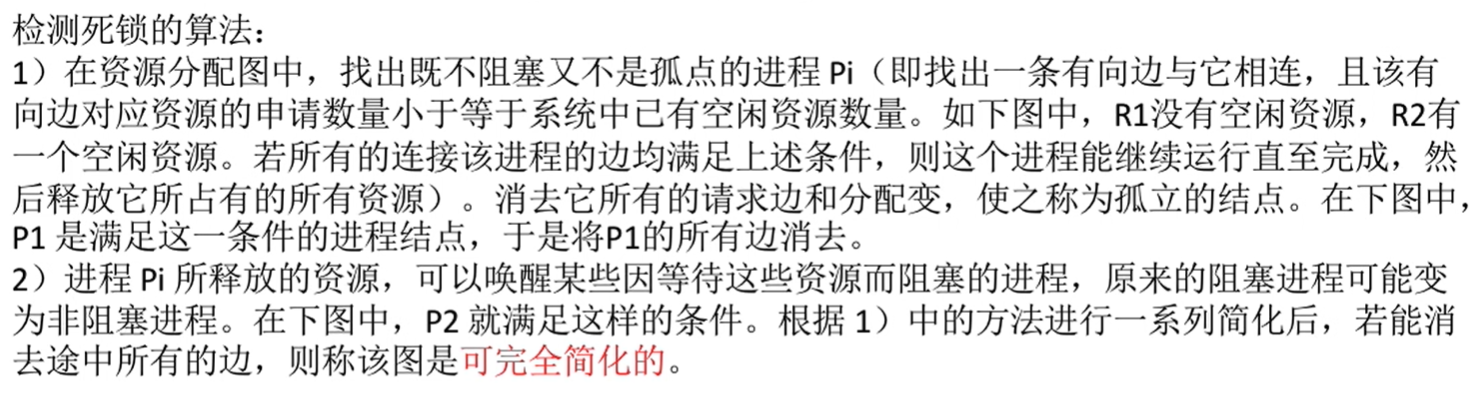 检测死锁的算法：
1）在资源分配图中，找出既不阻塞又不是孤点的进程 Pi（即找出一条有向边与它相连，且该有
向边对应资源的申请数量小于等于系统中已有空闲资源数量。如下图中，R1没有空闲资源，R2有
一个空闲资源。若所有的连接该进程的边均满足上述条件，则这个进程能继续运行直至完成，然
后释放它所占有的所有资源）。消去它所有的请求边和分配变，使之称为孤立的结点。在下图中，
P1 是满足这一条件的进程结点，于是将P1的所有边消去。
2）进程 Pi 所释放的资源，可以唤醒某些因等待这些资源而阻塞的进程，原来的阻塞进程可能变
为非阻塞进程。在下图中，P2 就满足这样的条件。根据 1）中的方法进行一系列简化后，若能消
去途中所有的边，则称该图是可完全简化的。